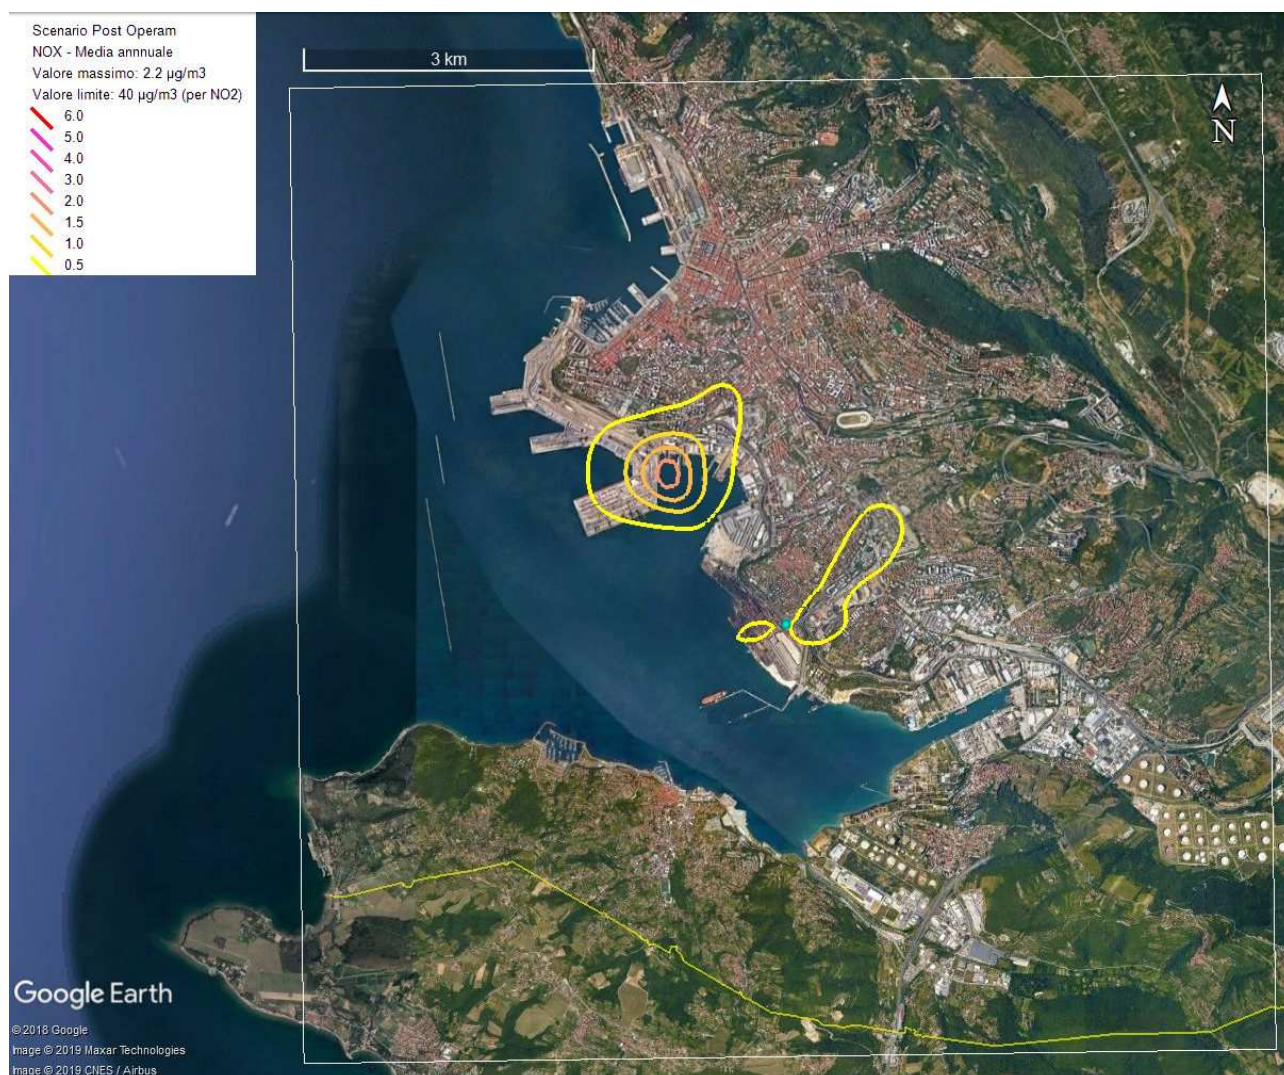 Scenario Post Operam
NOX - Media annnuale
Valore massimo: 2.2 µg/m3
Valore limite: 40 µg/m3 (per NO2)
6.0
5.0
4.0
3.0
2.0
1.5
1.0
0.5
3 km
N
Google Earth
© 2018 Google
Image © 2019 Maxar Technologies
Image © 2019 CNES / Airbus